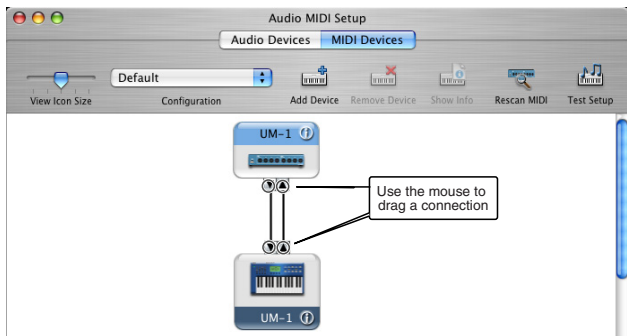 Audio MIDI Setup
Audio Devices MIDI Devices
Default
View Icon Size Configuration Add Device Remove Device Show Info Rescan MIDI Test Setup
UM-1
Use the mouse to
drag a connection
UM-1